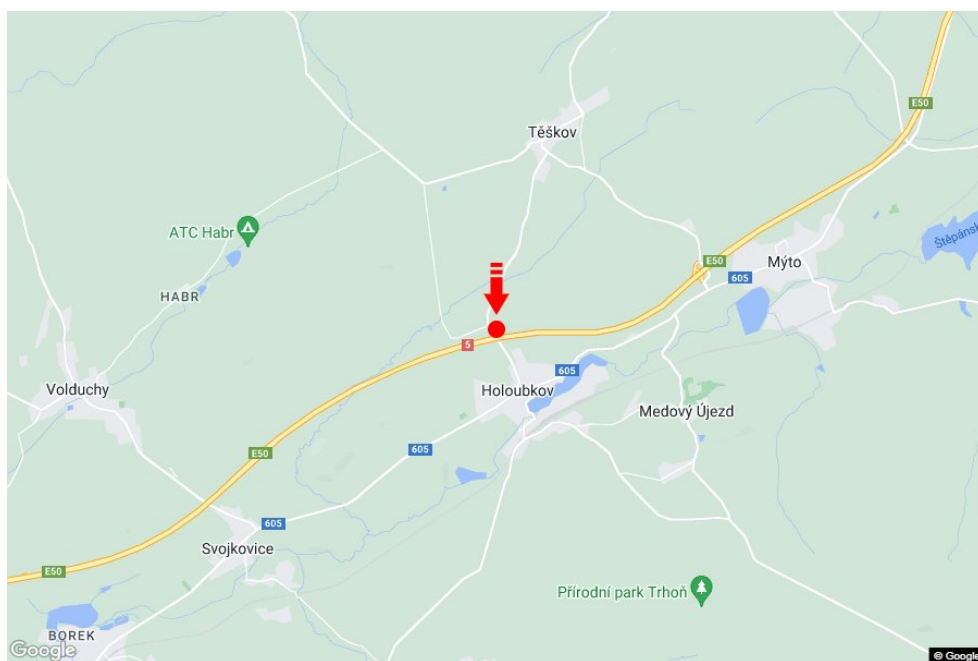 E50
Těškov
ATC Habr
Štěpánsk
E50
Mýto
605
HABR
5
605
Volduchy
Holoubkov
Medový Újezd
605
E50
605
Svojkovice
E50
Přírodní park Trhoň
BOREK
Google
© Google